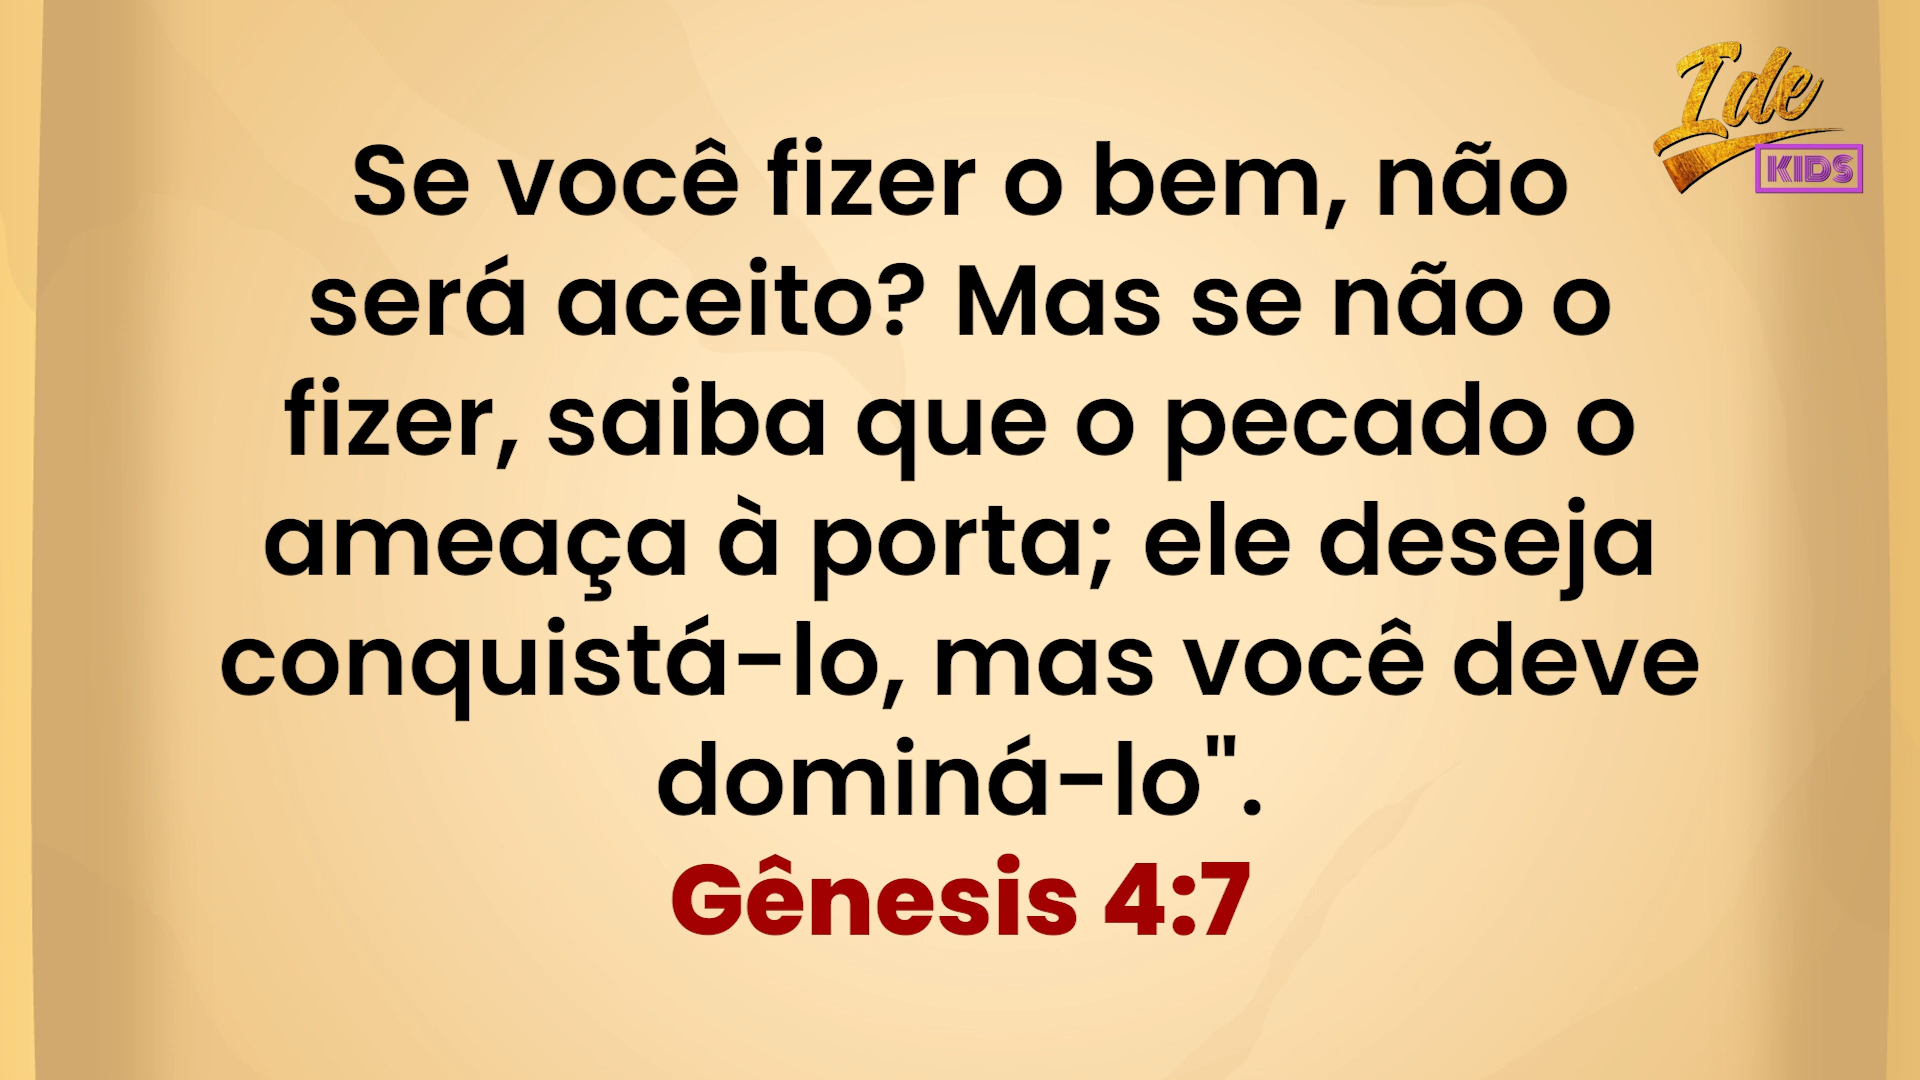 Ide
KIDS
Se você fizer o bem, não
será aceito? Mas se não o
fizer, saiba que o pecado o
ameaça à porta; ele deseja
conquistá-lo, mas você deve
dominá-lo".
Gênesis 4:7